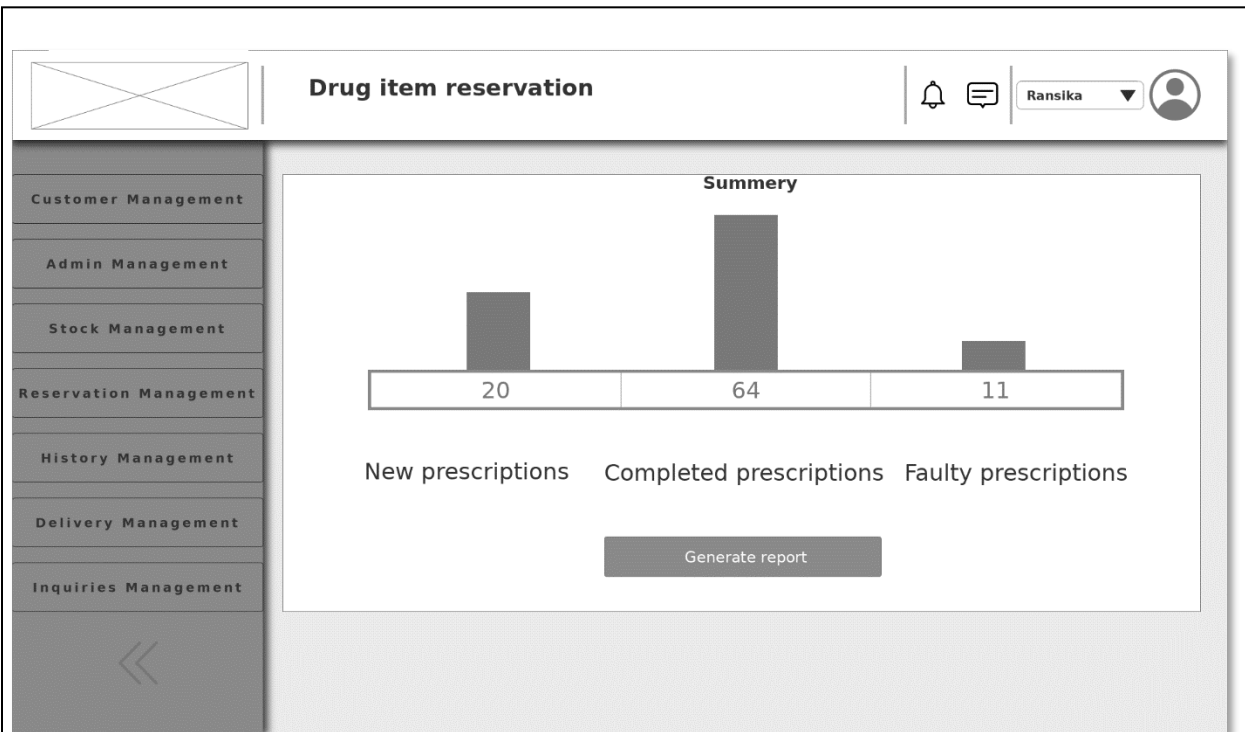 Drug item reservation
Ransika
Customer Management
Admin Management
Stock Management
Reservation Management
History Management
Delivery Management
Inquiries Management
Summery
20 64 11
New prescriptions Completed prescriptions Faulty prescriptions
Generate report